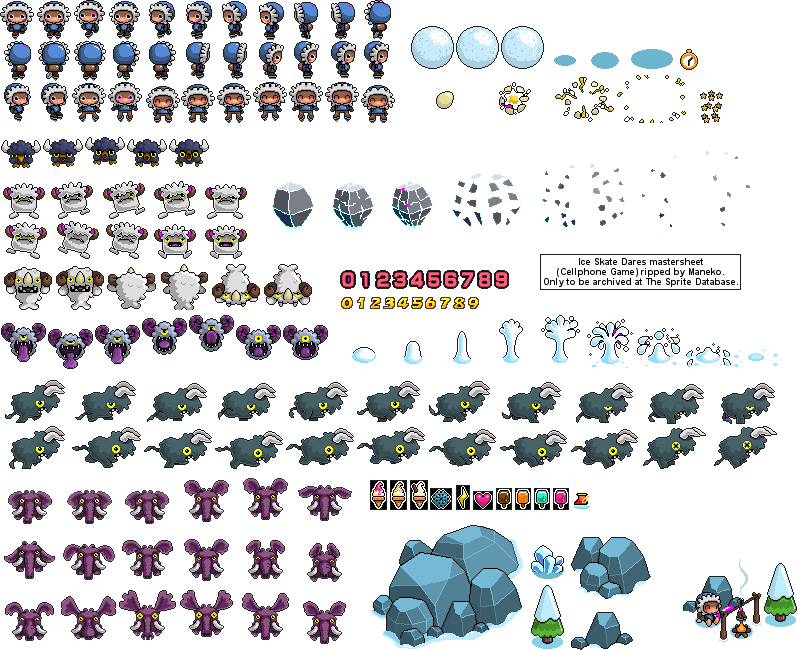 Ice Skate Dares mastersheet
(Cellphone Game) ripped by Maneko.
Only to be archived at The Sprite Database.
0123456789
0123456789